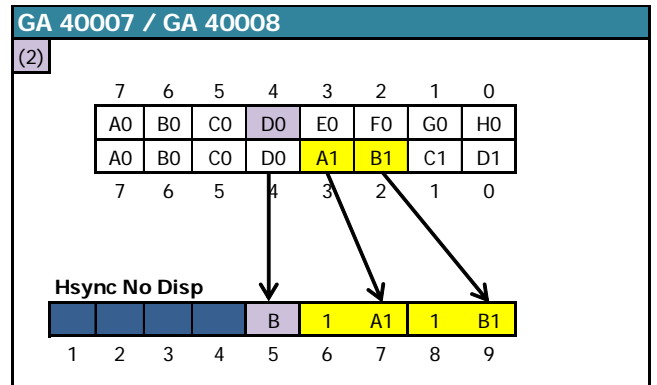 GA 40007 / GA 40008
(2)
7 6 5 4 3 2 1 0
A0 B0 C0 D0 E0 F0 G0 H0
A0 B0 C0 D0 A1 B1 C1 D1
7 6 5 4 3 2 1 0
Hsync No Disp
B 1 A1 1 B1
1 2 3 4 5 6 7 8 9